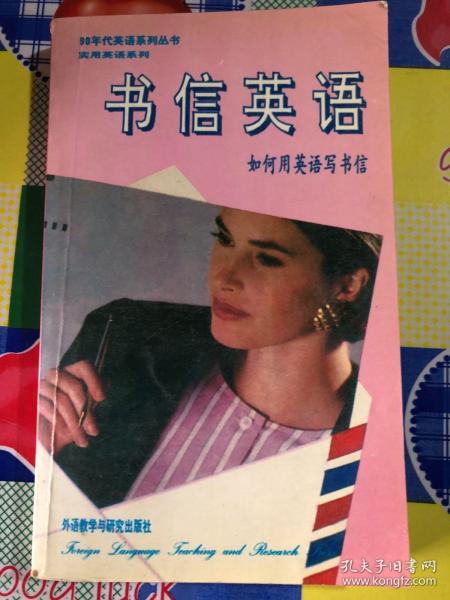 90年代英语系列丛书
实用英语系列
书信英语
如何用英语写书信
外语教学与研究出版社
Foreign Language Teaching and Research
孔夫子旧书网
www.kongfz.com